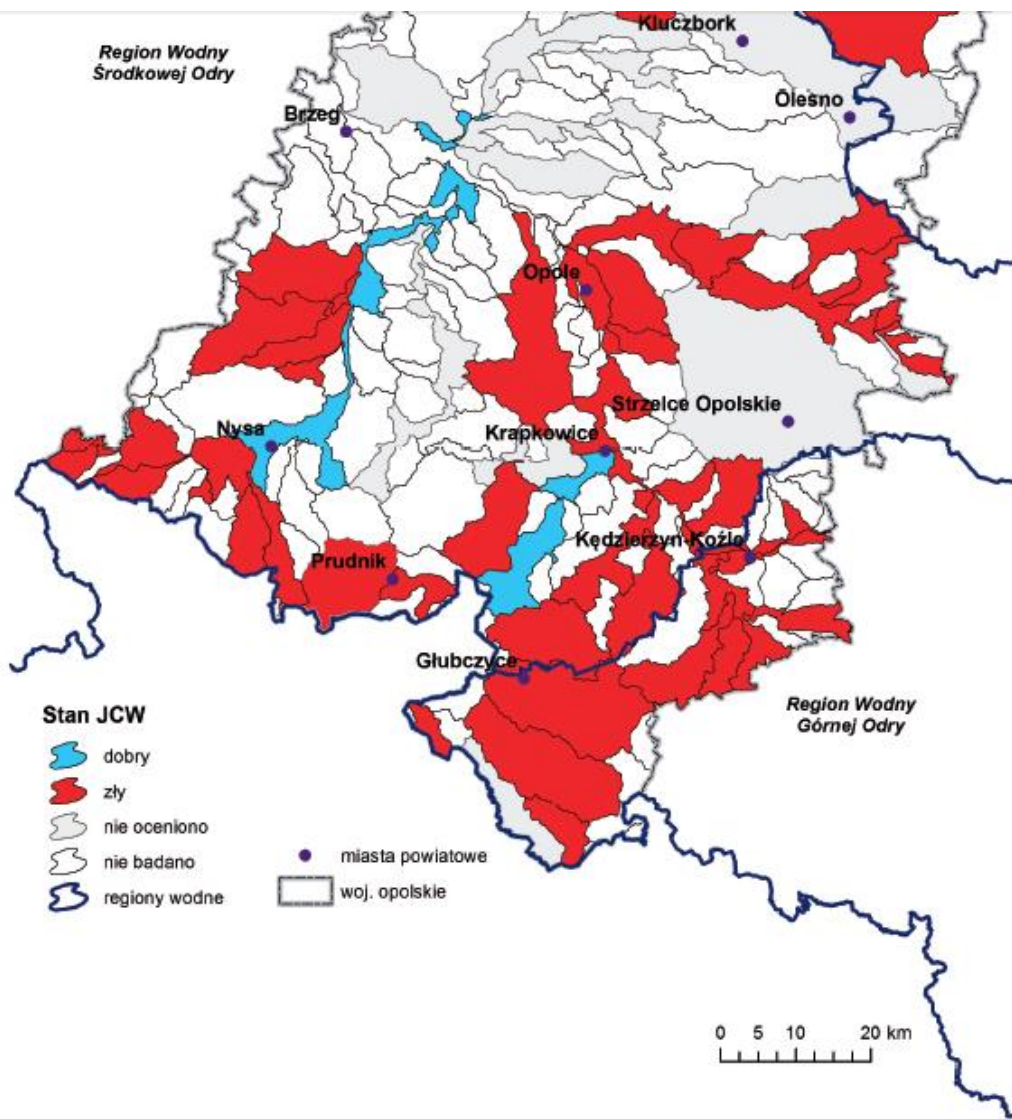 Kluczbork
Region Wodny
Środkowej Odry
Olesno
Brzeg
Opole
Strzelce Opolskie
Nysa
Krapkowice
Kędzierzyn-Koźle
Prudnik
Głubczyce
Region Wodny
Górnej Odry
Stan JCW
dobry
zły
nie oceniono
nie badano
regiony wodne
miasta powiatowe
woj. opolskie
0 5 10 20 km